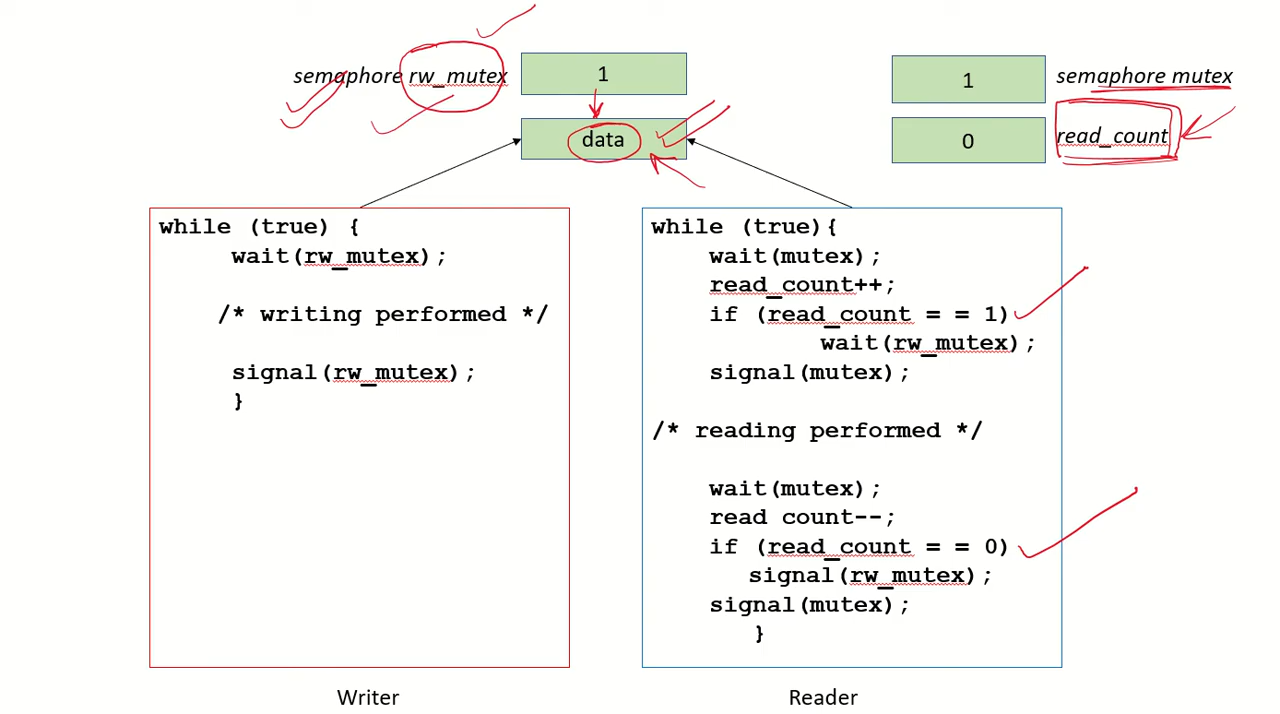 semaphore rw_mutex 1
1 semaphore mutex
data
0 read_count
while (true) {
wait(rw_mutex);
/* writing performed */
signal(rw_mutex);
}
Writer
while (true){
wait(mutex);
read_count++;
if (read_count = = 1)
wait(rw_mutex);
signal(mutex);
/* reading performed */
wait(mutex);
read count--;
if (read_count = = 0)
signal(rw_mutex);
signal(mutex);
}
Reader